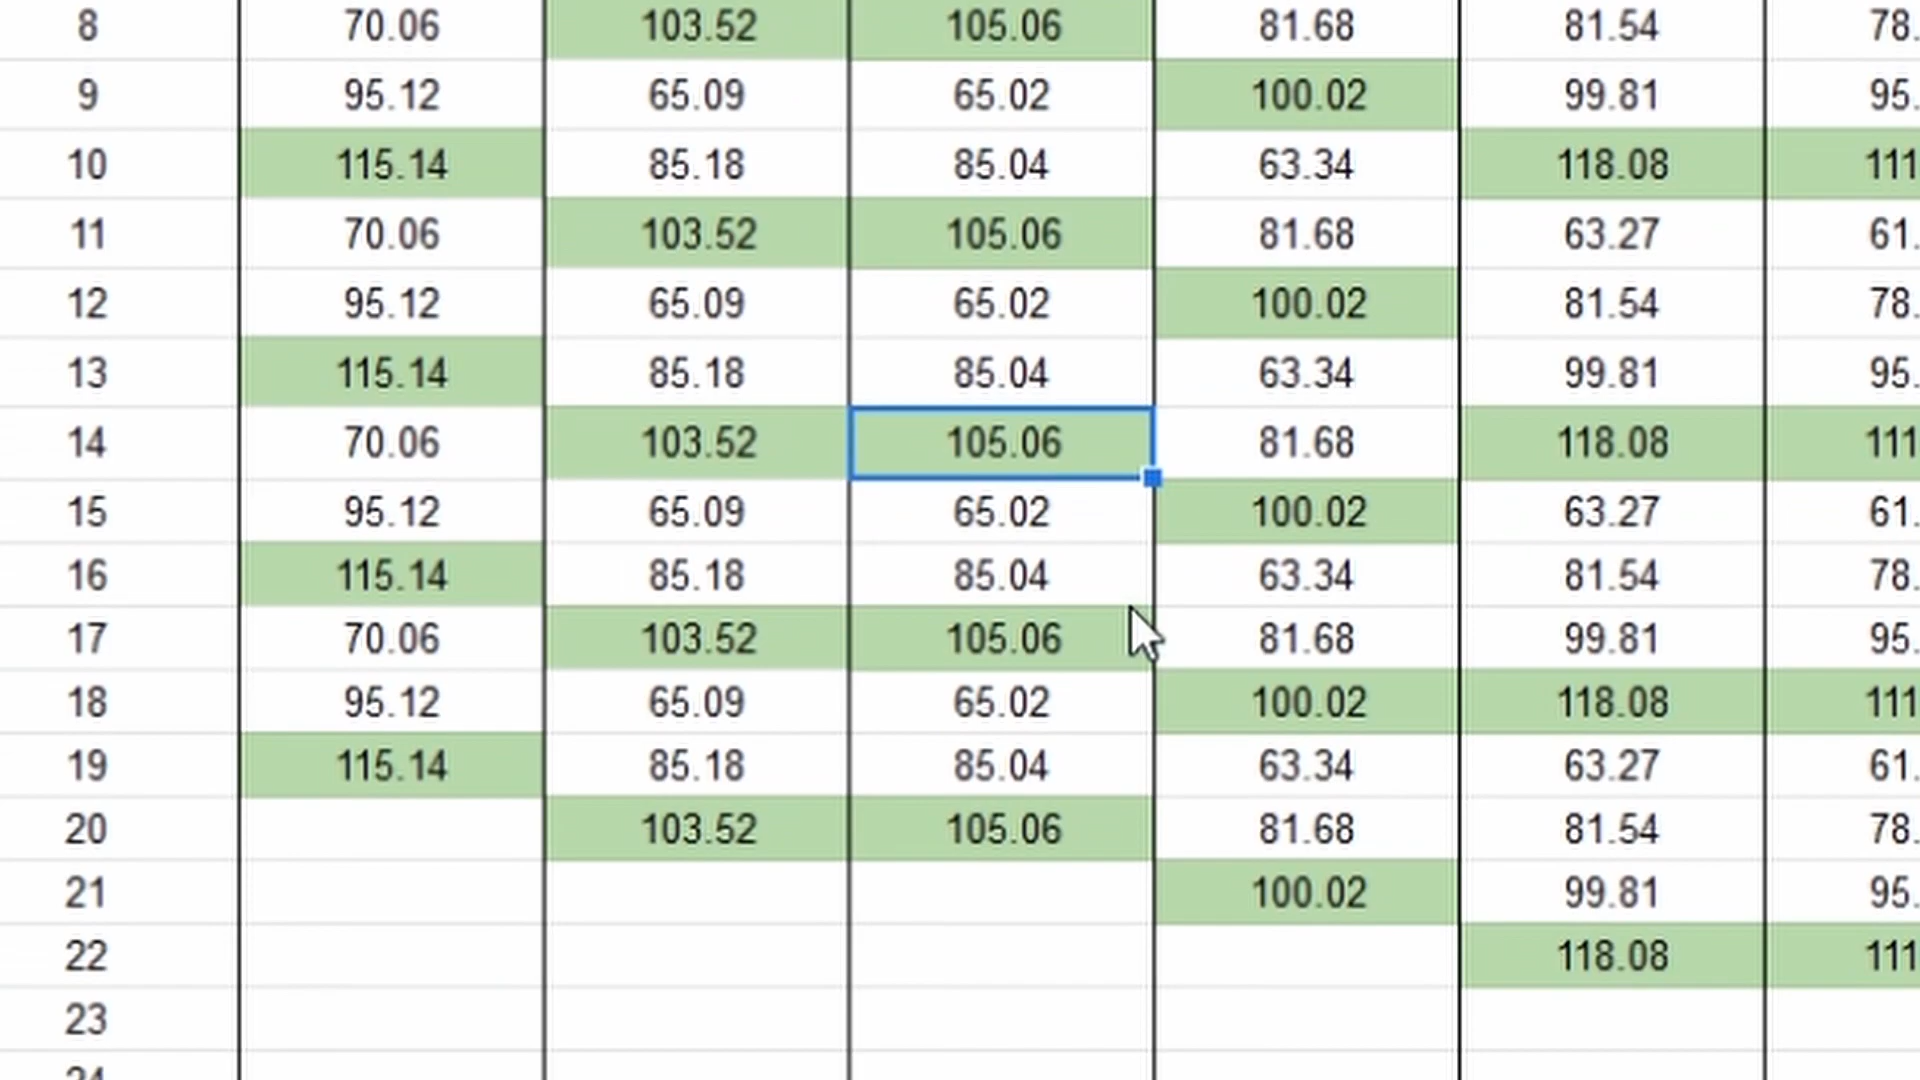 8 70.06 103.52 105.06 81.68 81.54 78.
9 95.12 65.09 65.02 100.02 99.81 95.
10 115.14 85.18 85.04 63.34 118.08 111
11 70.06 103.52 105.06 81.68 63.27 61.
12 95.12 65.09 65.02 100.02 81.54 78.
13 115.14 85.18 85.04 63.34 99.81 95.
14 70.06 103.52 105.06 81.68 118.08 111
15 95.12 65.09 65.02 100.02 63.27 61.
16 115.14 85.18 85.04 63.34 81.54 78.
17 70.06 103.52 105.06 81.68 99.81 95.
18 95.12 65.09 65.02 100.02 118.08 111
19 115.14 85.18 85.04 63.34 63.27 61.
20 103.52 105.06 81.68 81.54 78.
21 100.02 99.81 95.
22 118.08 111
23
24